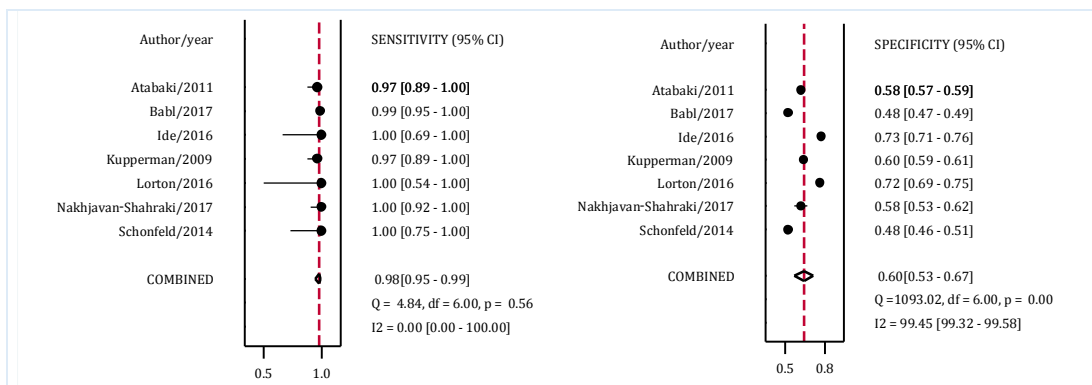 Author/year SENSITIVITY (95% CI)
Atabaki/2011 0.97 [0.89 - 1.00]
Babl/2017 0.99 [0.95 - 1.00]
Ide/2016 1.00 [0.69 - 1.00]
Kupperman/2009 0.97 [0.89 - 1.00]
Lorton/2016 1.00 [0.54 - 1.00]
Nakhjavan-Shahraki/2017 1.00 [0.92 - 1.00]
Schonfeld/2014 1.00 [0.75 - 1.00]
COMBINED 0.98[0.95 - 0.99]
Q = 4.84, df = 6.00, p = 0.56
I2 = 0.00 [0.00 - 100.00]
0.5 1.0
Author/year SPECIFICITY (95% CI)
Atabaki/2011 0.58 [0.57 - 0.59]
Babl/2017 0.48 [0.47 - 0.49]
Ide/2016 0.73 [0.71 - 0.76]
Kupperman/2009 0.60 [0.59 - 0.61]
Lorton/2016 0.72 [0.69 - 0.75]
Nakhjavan-Shahraki/2017 0.58 [0.53 - 0.62]
Schonfeld/2014 0.48 [0.46 - 0.51]
COMBINED 0.60[0.53 - 0.67]
Q =1093.02, df = 6.00, p = 0.00
I2 = 99.45 [99.32 - 99.58]
0.5 0.8